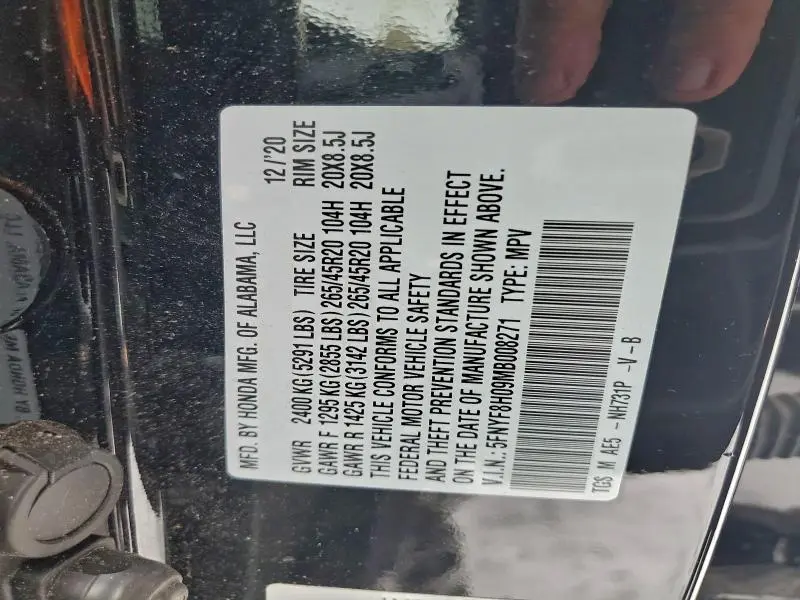 MFD. BY HONDA MFG. OF ALABAMA, LLC 12/'20
GVWR 2400 KG (5291 LBS) TIRE SIZE RIM SIZE
GAWR F 1295 KG (2855 LBS) 265/45R20 104H 20X8.5J
GAWR R 1425 KG (3142 LBS) 265/45R20 104H 20X8.5J
THIS VEHICLE CONFORMS TO ALL APPLICABLE
FEDERAL MOTOR VEHICLE SAFETY
AND THEFT PREVENTION STANDARDS IN EFFECT
ON THE DATE OF MANUFACTURE SHOWN ABOVE.
V.I.N.: 5FNYF8H09MB008271 TYPE: MPV
TGS M AE5 -NH731P -V-B